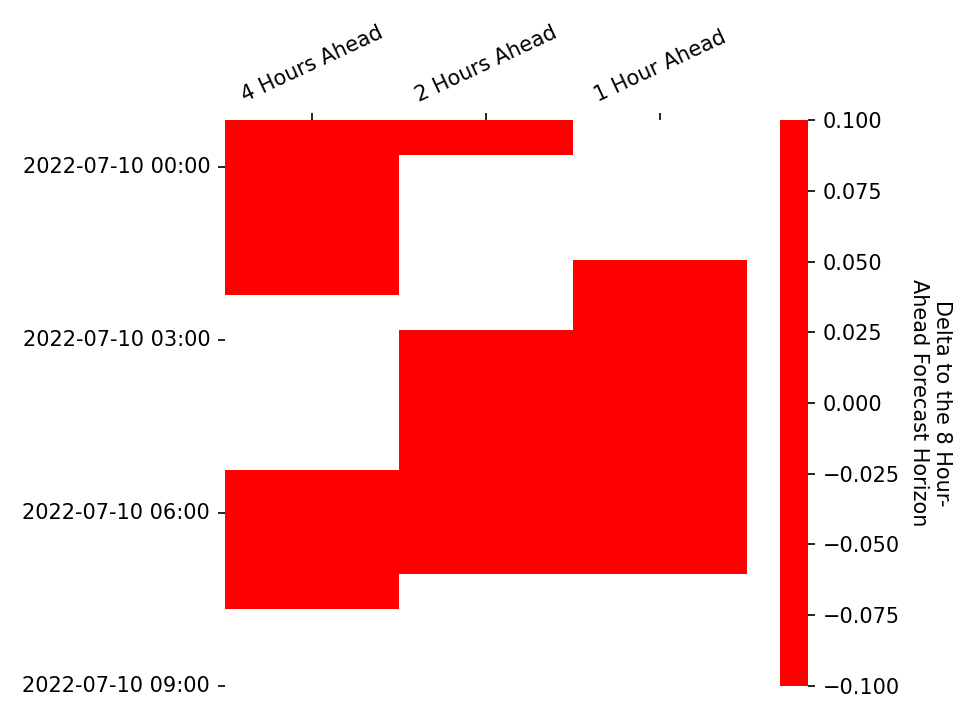 4 Hours Ahead
2 Hours Ahead
1 Hour Ahead
2022-07-10 00:00
2022-07-10 03:00
2022-07-10 06:00
2022-07-10 09:00
0.100
0.075
0.050
0.025
0.000
−0.025
−0.050
−0.075
−0.100
Delta to the 8 Hour-
Ahead Forecast Horizon